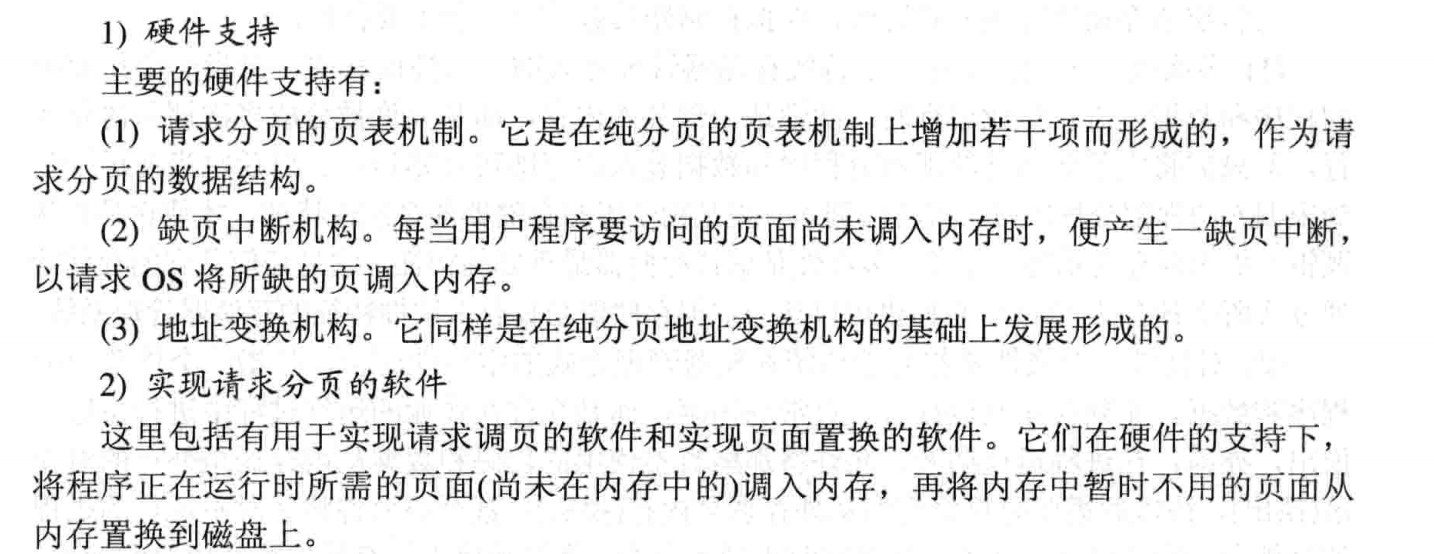 1) 硬件支持
主要的硬件支持有：
(1) 请求分页的页表机制。它是在纯分页的页表机制上增加若干项而形成的，作为请
求分页的数据结构。
(2) 缺页中断机构。每当用户程序要访问的页面尚未调入内存时，便产生一缺页中断，
以请求 OS 将所缺的页调入内存。
(3) 地址变换机构。它同样是在纯分页地址变换机构的基础上发展形成的。
2) 实现请求分页的软件
这里包括有用于实现请求调页的软件和实现页面置换的软件。它们在硬件的支持下，
将程序正在运行时所需的页面(尚未在内存中的)调入内存，再将内存中暂时不用的页面从
内存置换到磁盘上。